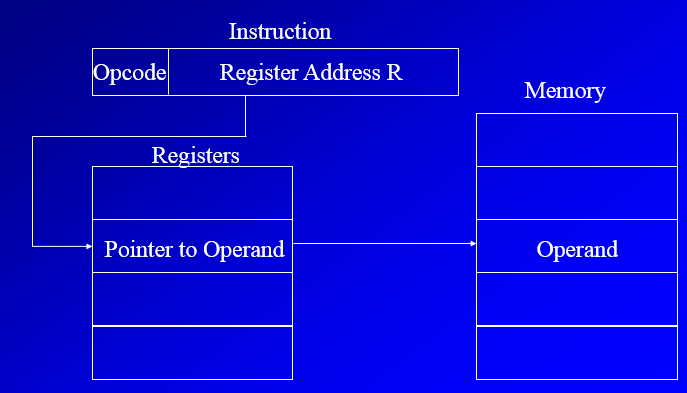 Instruction
Opcode
Register Address R
Memory
Registers
Pointer to Operand
Operand